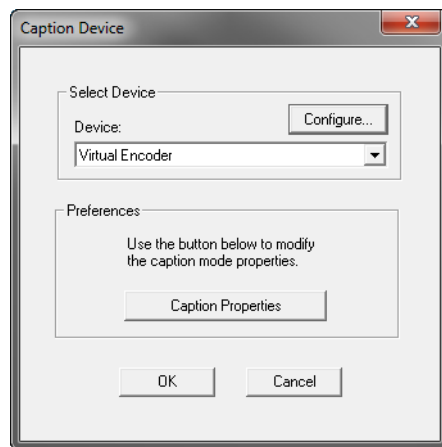 Caption Device
Select Device
Configure...
Device:
Virtual Encoder
Preferences
Use the button below to modify
the caption mode properties.
Caption Properties
OK
Cancel